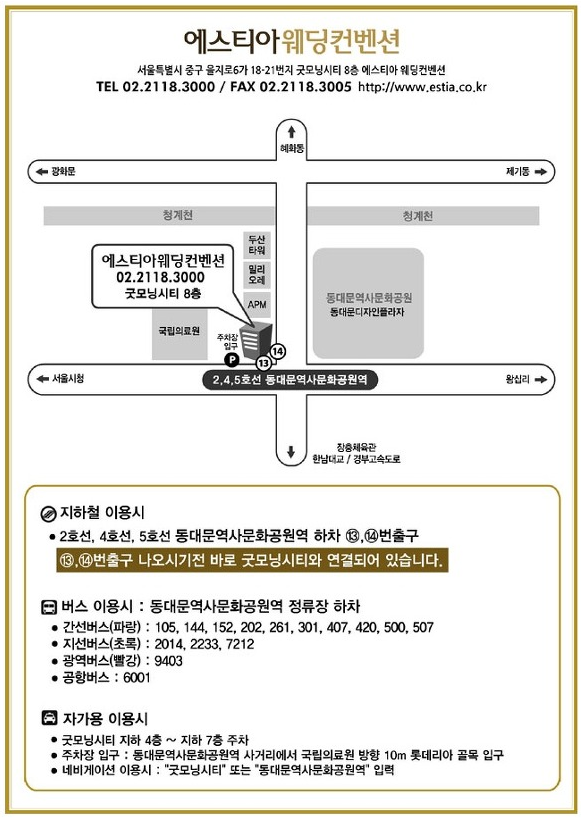 에스티아웨딩컨벤션
서울특별시 중구 을지로6가 18-21번지 굿모닝시티 8층 에스티아 웨딩컨벤션
TEL 02.2118.3000 / FAX 02.2118.3005 http://www.estia.co.kr
혜화동
광화문
제기동
청계천
청계천
두산
타워
에스티아웨딩컨벤션
02.2118.3000
굿모닝시티 8층
밀리
오레
APM
동대문역사문화공원
동대문디자인플라자
국립의료원
주차장
입구
P
⑬
⑭
서울시청
2,4,5호선 동대문역사문화공원역
왕십리
장충체육관
한남대교 / 경부고속도로
지하철 이용시
• 2호선, 4호선, 5호선 동대문역사문화공원역 하차 ⑬,⑭번출구
⑬,⑭번출구 나오시기전 바로 굿모닝시티와 연결되어 있습니다.
버스 이용시 : 동대문역사문화공원역 정류장 하차
• 간선버스(파랑) : 105, 144, 152, 202, 261, 301, 407, 420, 500, 507
• 지선버스(초록) : 2014, 2233, 7212
• 광역버스(빨강) : 9403
• 공항버스 : 6001
자가용 이용시
• 굿모닝시티 지하 4층 ~ 지하 7층 주차
• 주차장 입구 : 동대문역사문화공원역 사거리에서 국립의료원 방향 10m 롯데리아 골목 입구
• 네비게이션 이용시 : "굿모닝시티" 또는 "동대문역사문화공원역" 입력